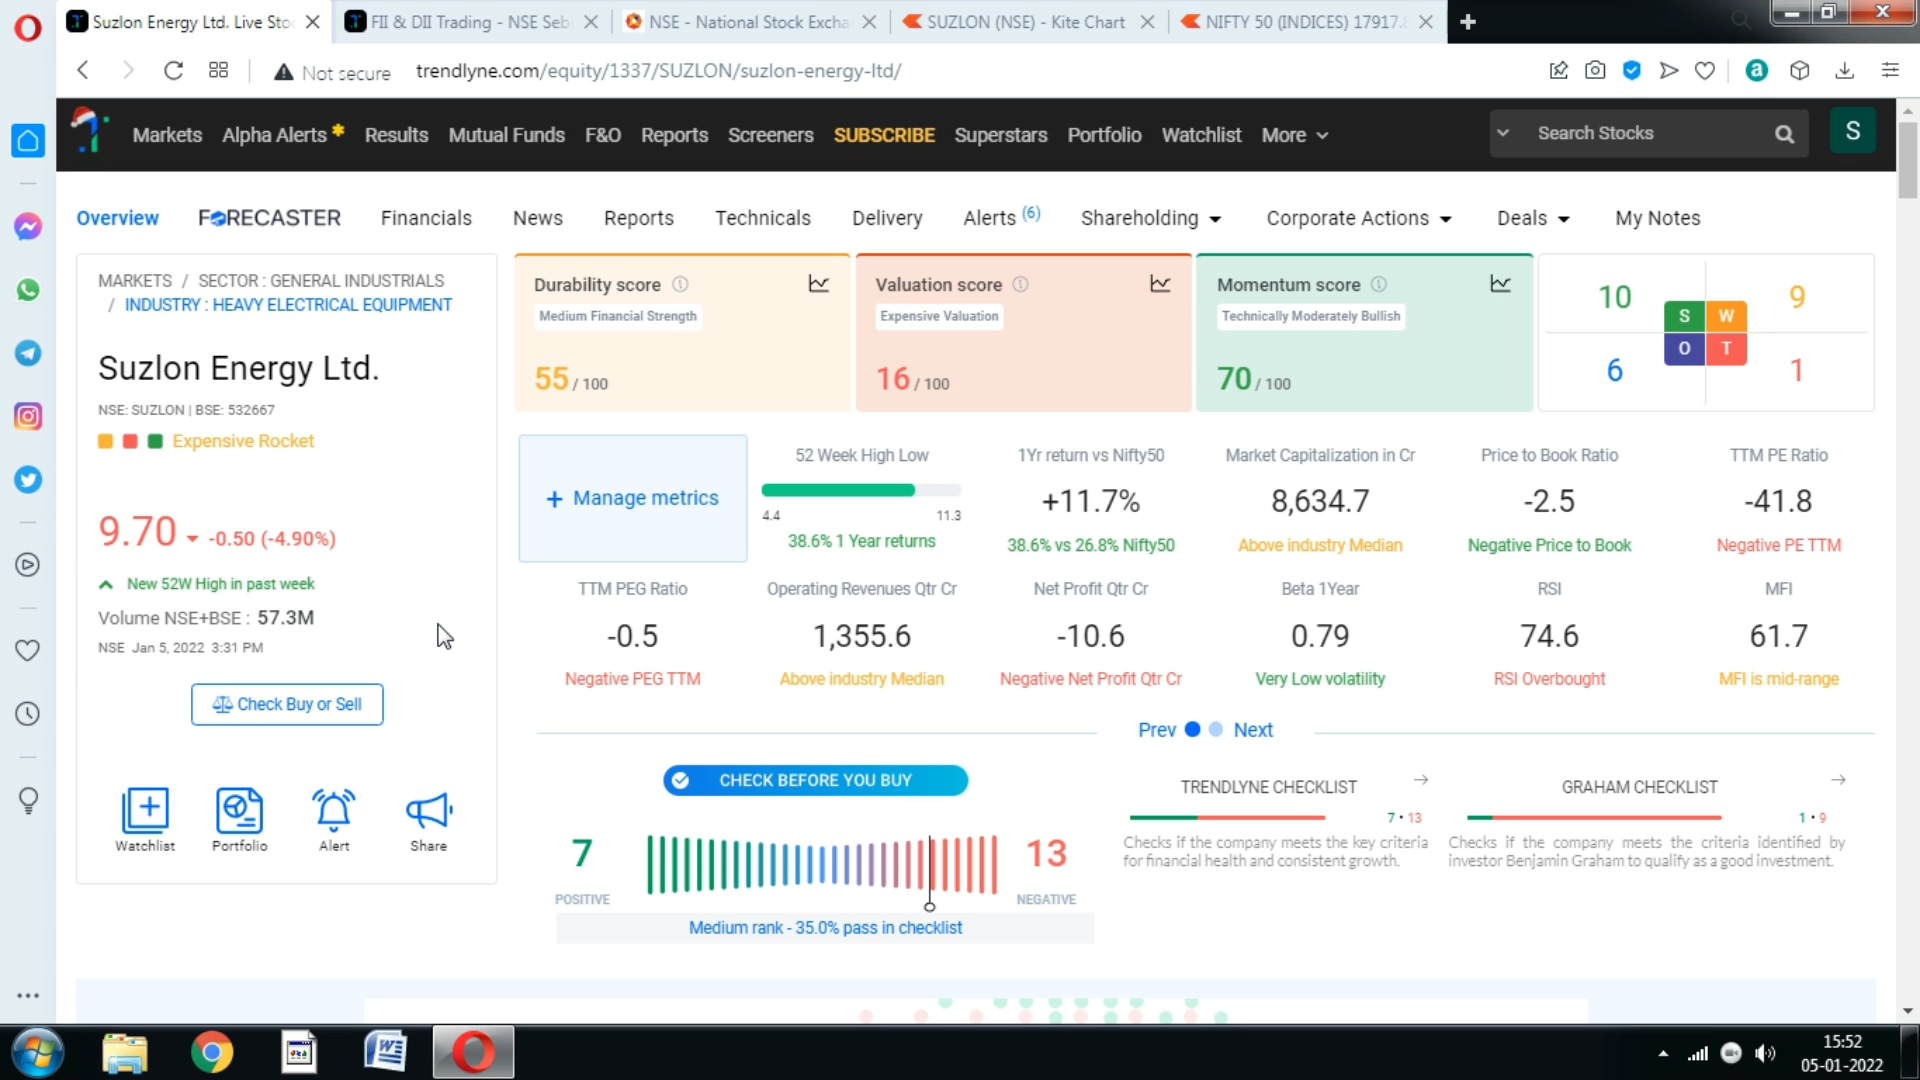 Suzlon Energy Ltd. Live Sto
FII & DII Trading - NSE Seb
NSE - National Stock Excha
SUZLON (NSE) - Kite Chart
NIFTY 50 (INDICES) 17917.
Not secure
trendlyne.com/equity/1337/SUZLON/suzlon-energy-ltd/
Markets
Alpha Alerts
Results
Mutual Funds
F&O
Reports
Screeners
SUBSCRIBE
Superstars
Portfolio
Watchlist
More
Search Stocks
S
Overview
FORECASTER
Financials
News
Reports
Technicals
Delivery
Alerts (6)
Shareholding
Corporate Actions
Deals
My Notes
MARKETS / SECTOR : GENERAL INDUSTRIALS
/ INDUSTRY : HEAVY ELECTRICAL EQUIPMENT
Suzlon Energy Ltd.
NSE: SUZLON | BSE: 532667
Expensive Rocket
9.70 -0.50 (-4.90%)
New 52W High in past week
Volume NSE+BSE : 57.3M
NSE Jan 5, 2022 3:31 PM
Check Buy or Sell
Watchlist
Portfolio
Alert
Share
Durability score
Medium Financial Strength
55 / 100
Valuation score
Expensive Valuation
16 / 100
Momentum score
Technically Moderately Bullish
70 / 100
10
9
S W
O T
6
1
+ Manage metrics
52 Week High Low
4.4 11.3
38.6% 1 Year returns
1Yr return vs Nifty50
+11.7%
38.6% vs 26.8% Nifty50
Market Capitalization in Cr
8,634.7
Above industry Median
Price to Book Ratio
-2.5
Negative Price to Book
TTM PE Ratio
-41.8
Negative PE TTM
TTM PEG Ratio
-0.5
Negative PEG TTM
Operating Revenues Qtr Cr
1,355.6
Above industry Median
Net Profit Qtr Cr
-10.6
Negative Net Profit Qtr Cr
Beta 1Year
0.79
Very Low volatility
RSI
74.6
RSI Overbought
MFI
61.7
MFI is mid-range
Prev
Next
CHECK BEFORE YOU BUY
7
POSITIVE
13
NEGATIVE
Medium rank - 35.0% pass in checklist
TRENDLYNE CHECKLIST
7 • 13
Checks if the company meets the key criteria
for financial health and consistent growth.
GRAHAM CHECKLIST
1 • 9
Checks if the company meets the criteria identified by
investor Benjamin Graham to qualify as a good investment.
15:52
05-01-2022